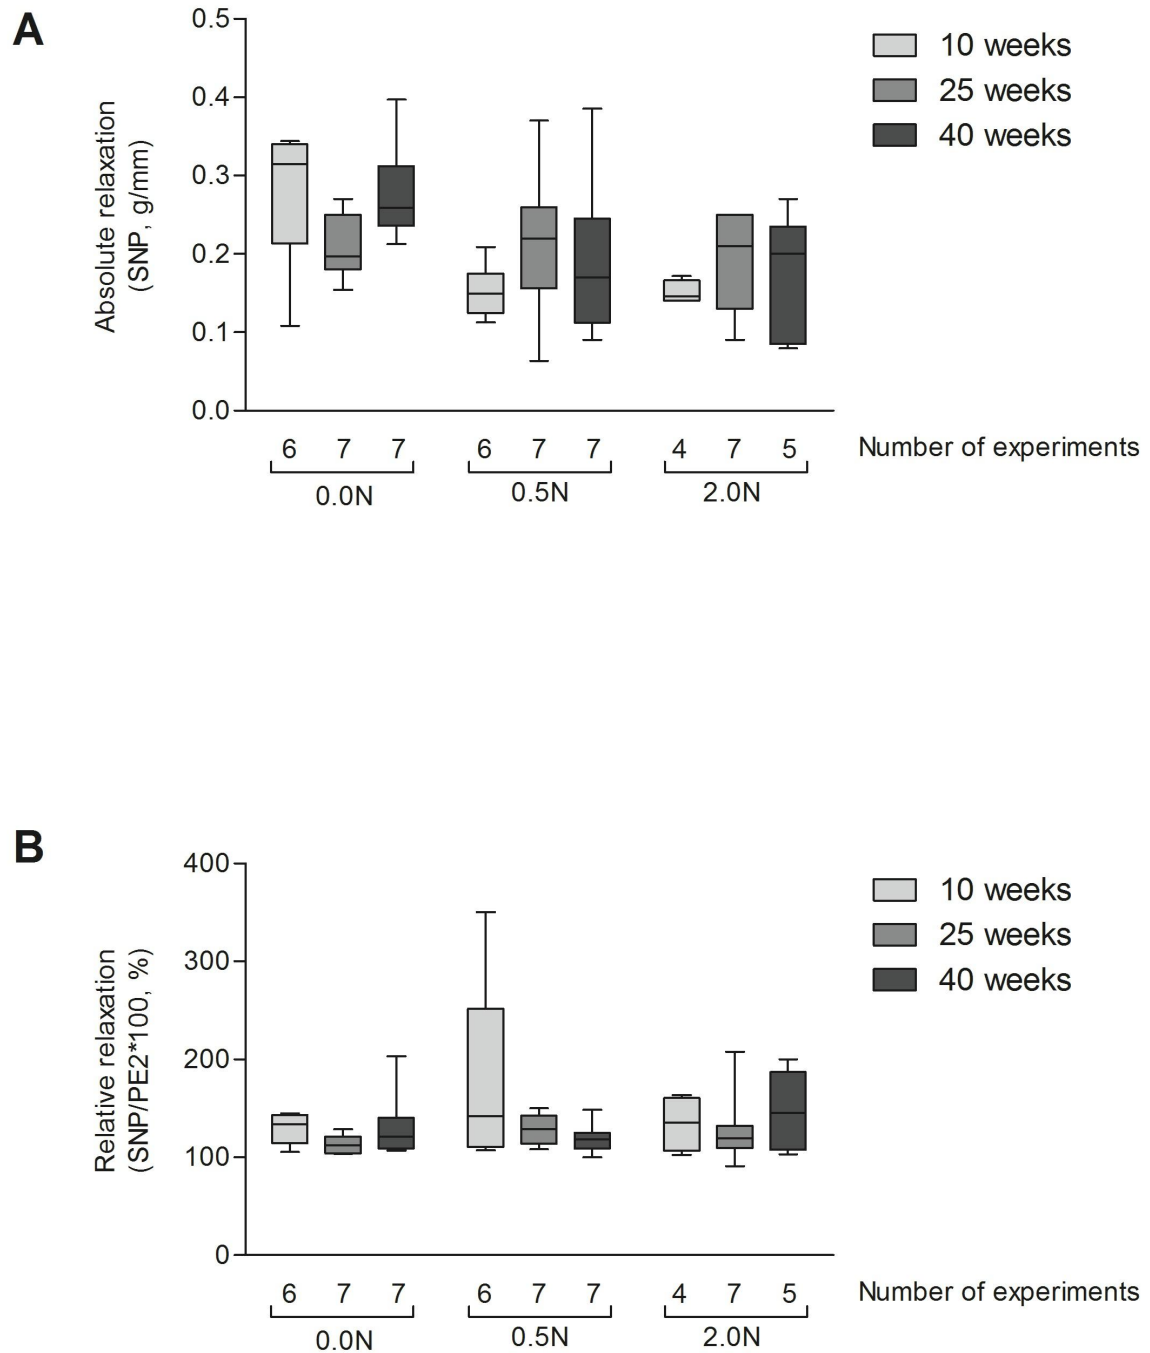 A
0.5
0.4
0.3
0.2
0.1
0.0
Absolute relaxation
(SNP, g/mm)
10 weeks
25 weeks
40 weeks
6 7 7 6 7 7 4 7 5 Number of experiments
0.0N 0.5N 2.0N
B
400
300
200
100
0
Relative relaxation
(SNP/PE2*100, %)
10 weeks
25 weeks
40 weeks
6 7 7 6 7 7 4 7 5 Number of experiments
0.0N 0.5N 2.0N